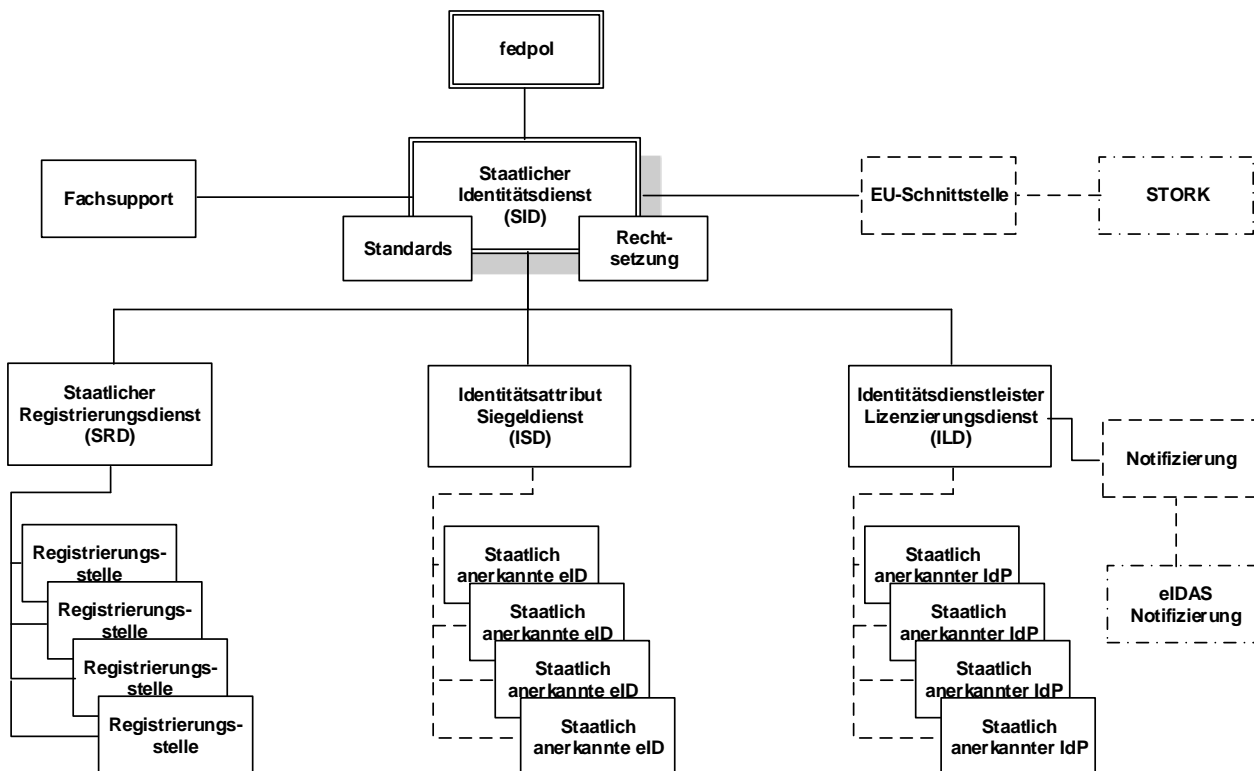 fedpol
Staatlicher
Identitätsdienst
(SID)
Fachsupport
EU-Schnittstelle
STORK
Standards
Recht-
setzung
Staatlicher
Registrierungsdienst
(SRD)
Identitätsattribut
Siegeldienst
(ISD)
Identitätsdienstleister
Lizenzierungsdienst
(ILD)
Notifizierung
Registrierungs-
stelle
Registrierungs-
stelle
Registrierungs-
stelle
Registrierungs-
stelle
Staatlich
anerkannte eID
Staatlich
anerkannte eID
Staatlich
anerkannte eID
Staatlich
anerkannte eID
Staatlich
anerkannter IdP
Staatlich
anerkannter IdP
Staatlich
anerkannter IdP
Staatlich
anerkannter IdP
eIDAS
Notifizierung